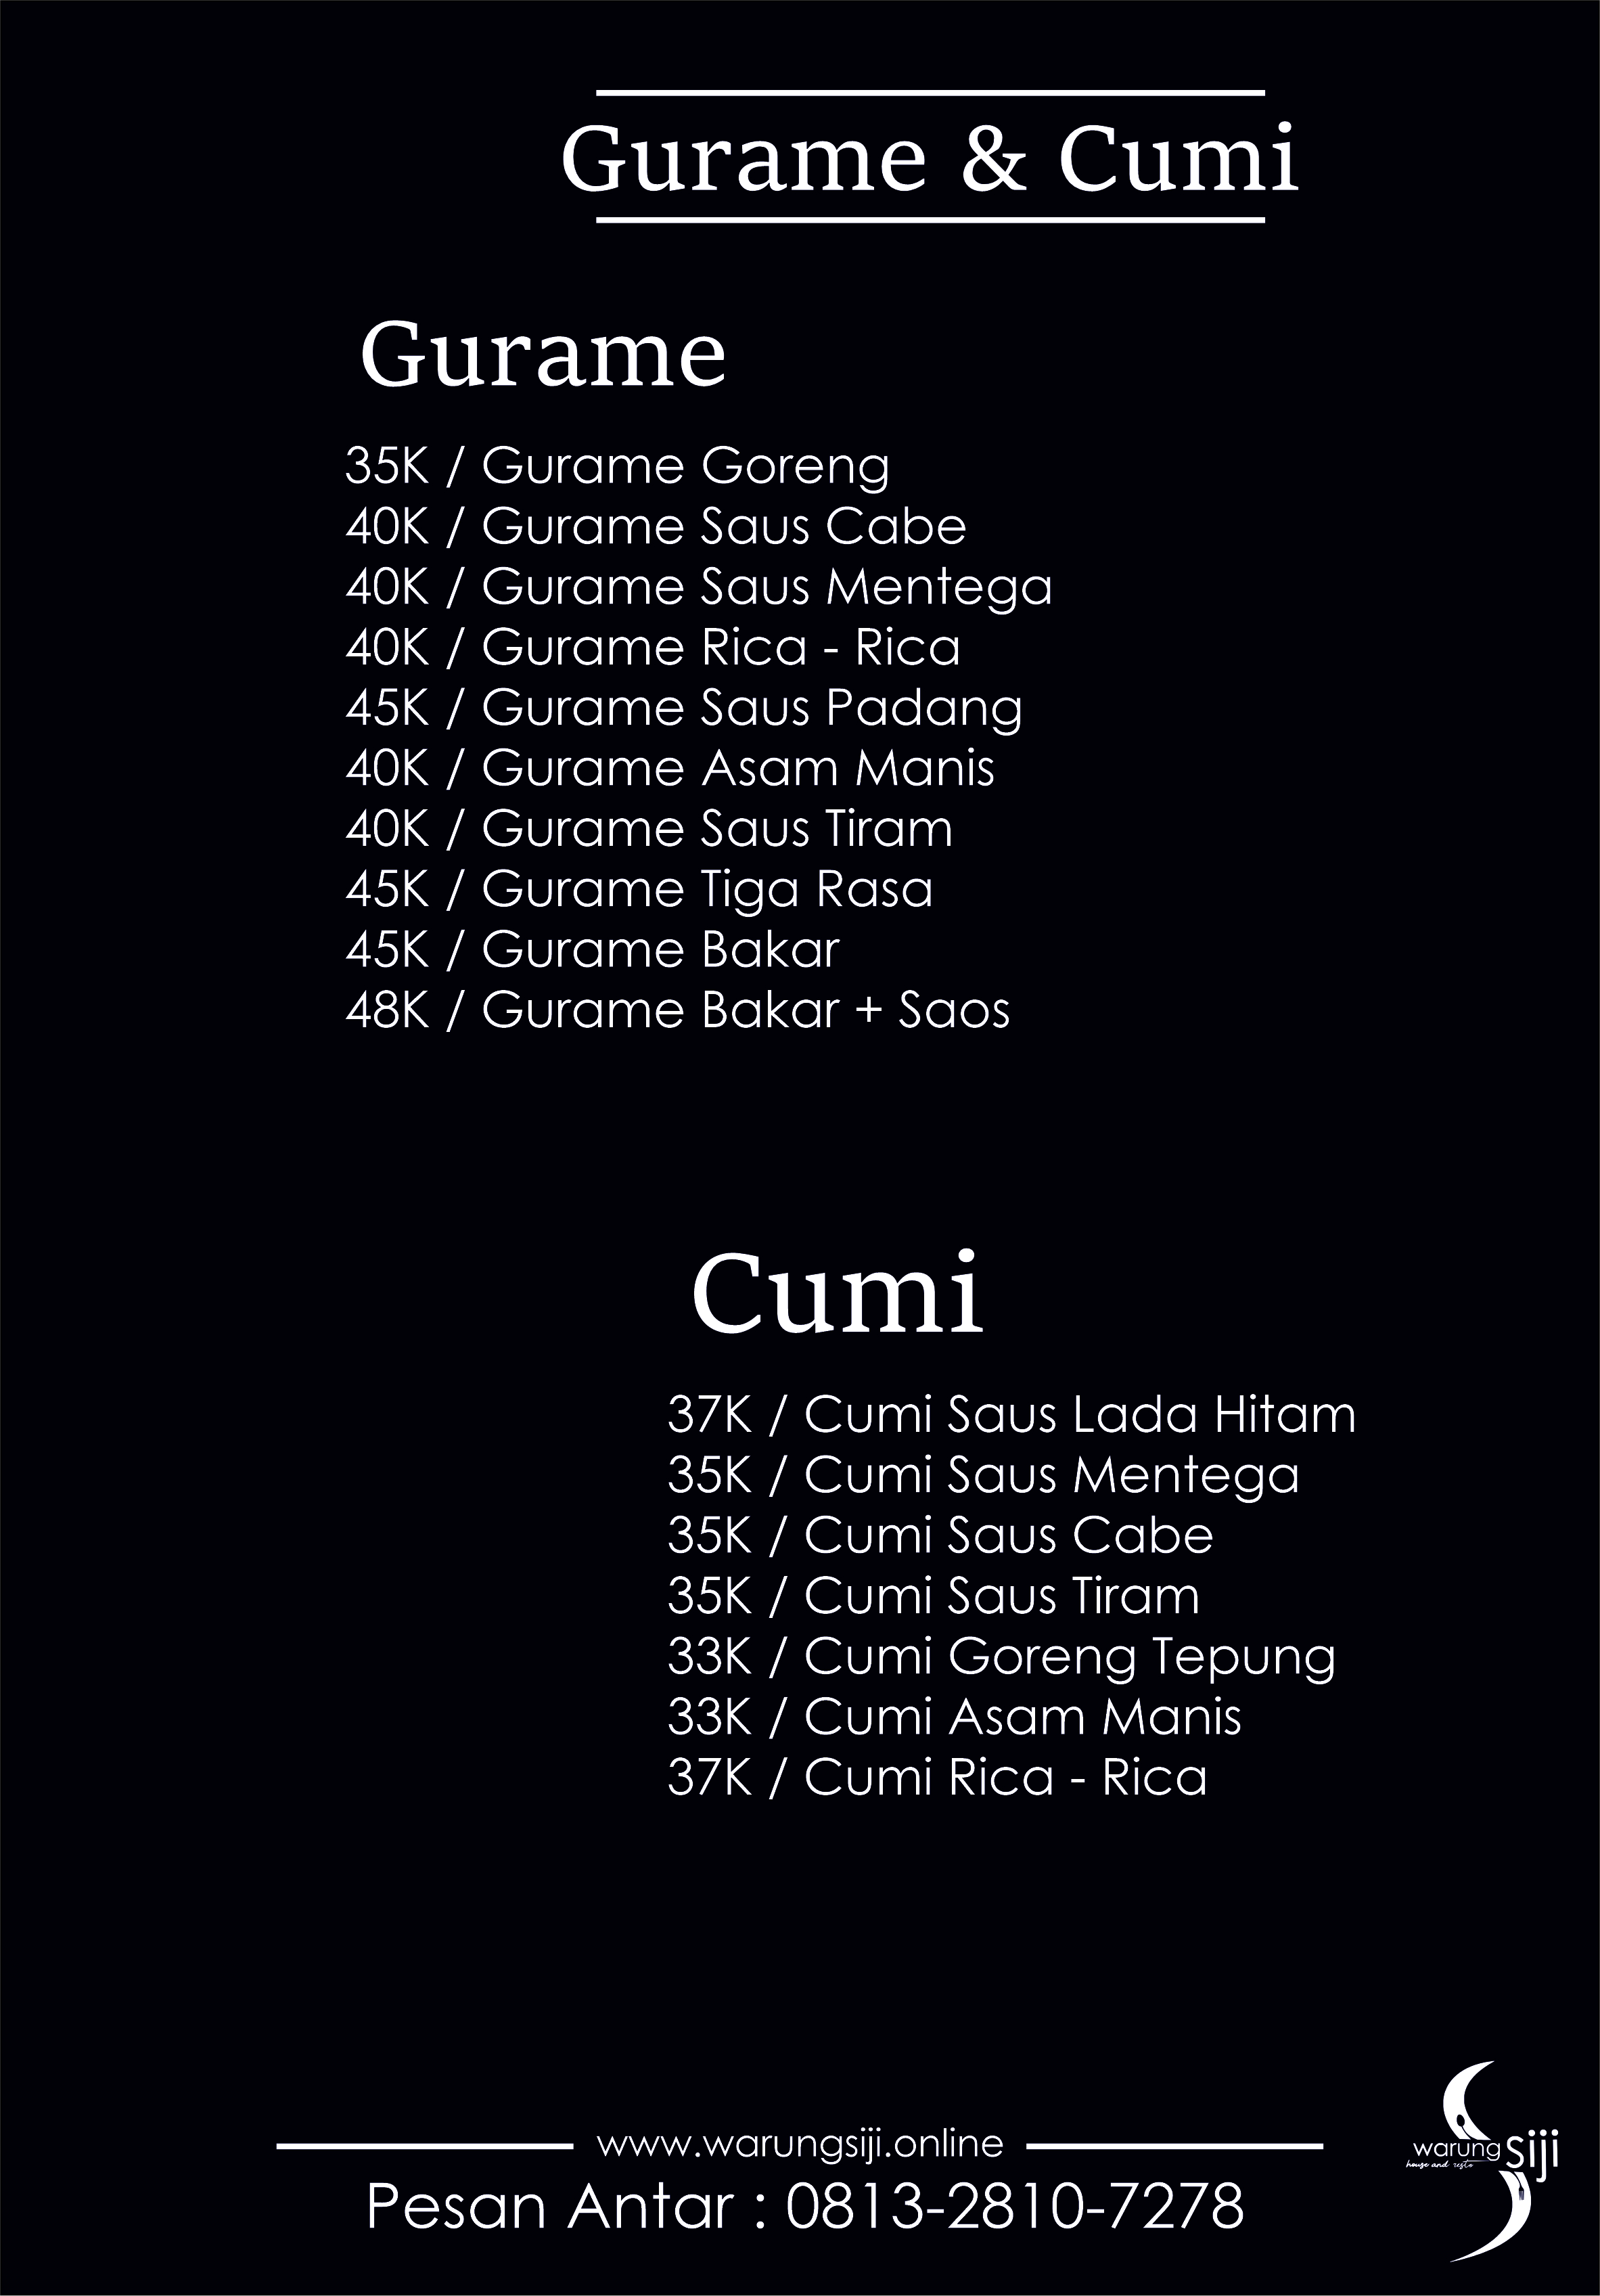 Gurame & Cumi
Gurame
35K / Gurame Goreng
40K / Gurame Saus Cabe
40K / Gurame Saus Mentega
40K / Gurame Rica - Rica
45K / Gurame Saus Padang
40K / Gurame Asam Manis
40K / Gurame Saus Tiram
45K / Gurame Tiga Rasa
45K / Gurame Bakar
48K / Gurame Bakar + Saos
Cumi
37K / Cumi Saus Lada Hitam
35K / Cumi Saus Mentega
35K / Cumi Saus Cabe
35K / Cumi Saus Tiram
33K / Cumi Goreng Tepung
33K / Cumi Asam Manis
37K / Cumi Rica - Rica
www.warungsiji.online
Pesan Antar : 0813-2810-7278
warung Siji
house and resto